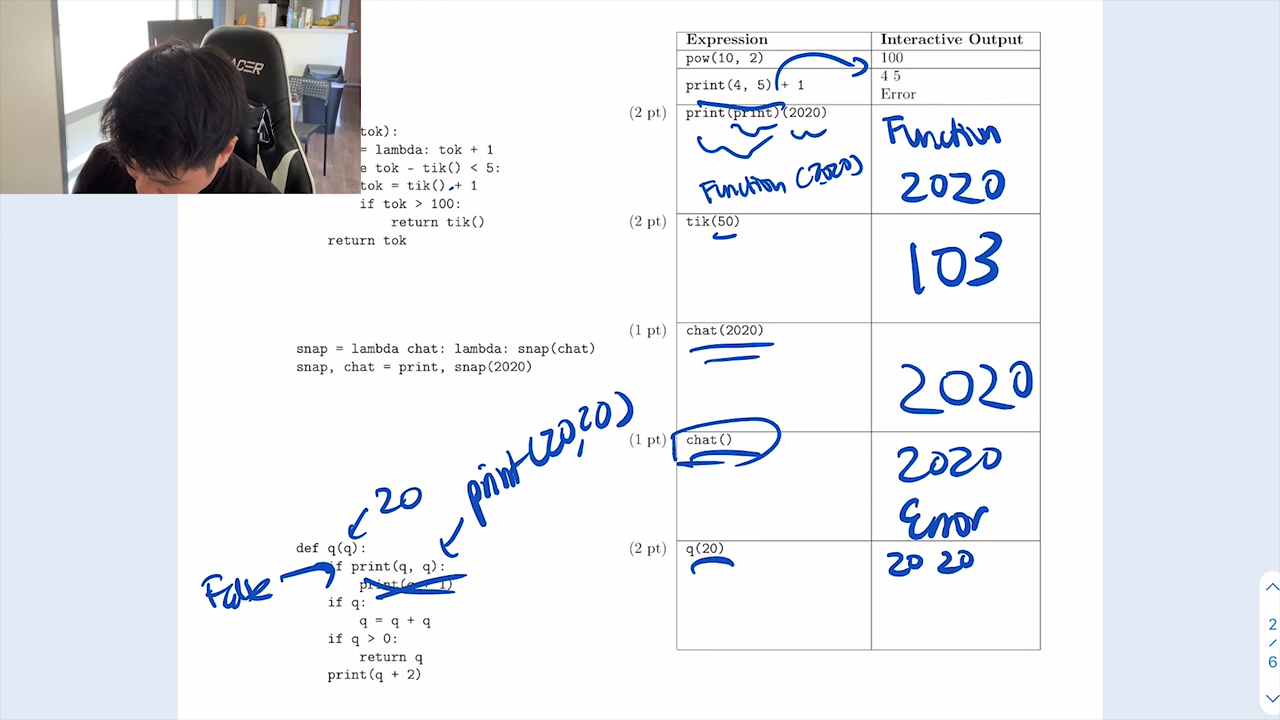 ACER
tok):
= lambda: tok + 1
e tok - tik() < 5:
tok = tik() + 1
if tok > 100:
return tik()
return tok
snap = lambda chat: lambda: snap(chat)
snap, chat = print, snap(2020)
20
print(20,20)
def q(q):
if print(q, q):
False
print(q + 1)
if q:
q = q + q
if q > 0:
return q
print(q + 2)
Expression Interactive Output
pow(10, 2) 100
print(4, 5) + 1 4 5
Error
(2 pt) print(print)(2020) Function
Function (2020) 2020
(2 pt) tik(50) 103
(1 pt) chat(2020) 2020
(1 pt) chat() 2020
Error
(2 pt) q(20) 20 20
2
/
6